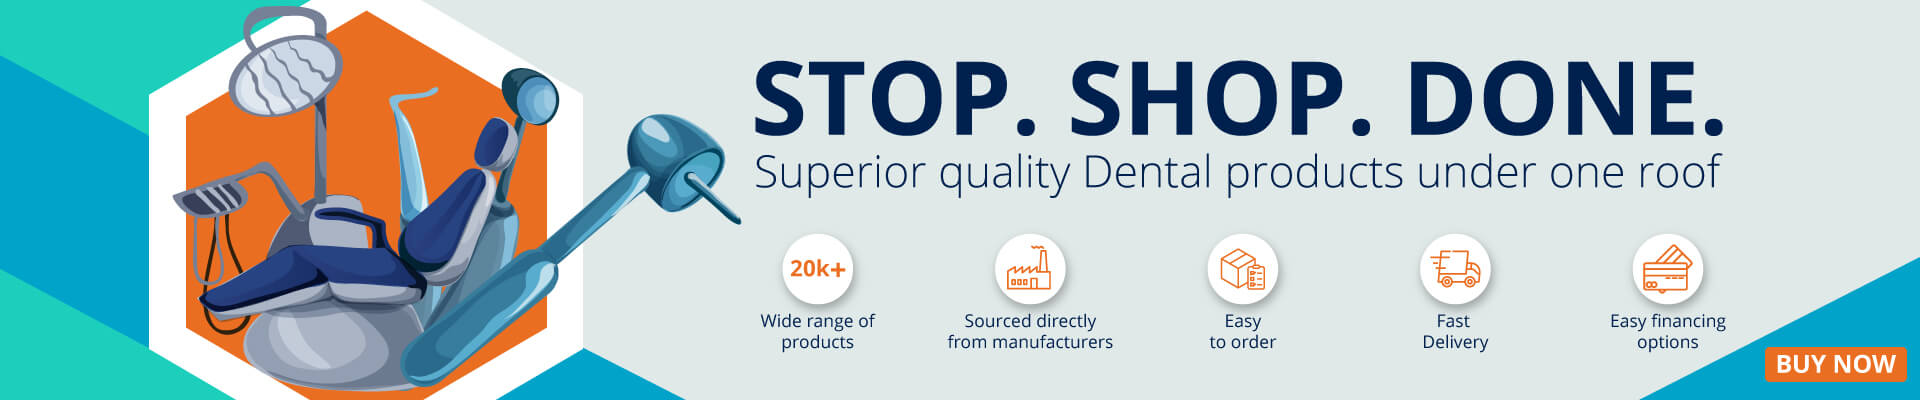 STOP. SHOP. DONE.
Superior quality Dental products under one roof
20k+
Wide range of
products
Sourced directly
from manufacturers
Easy
to order
Fast
Delivery
Easy financing
options
BUY NOW